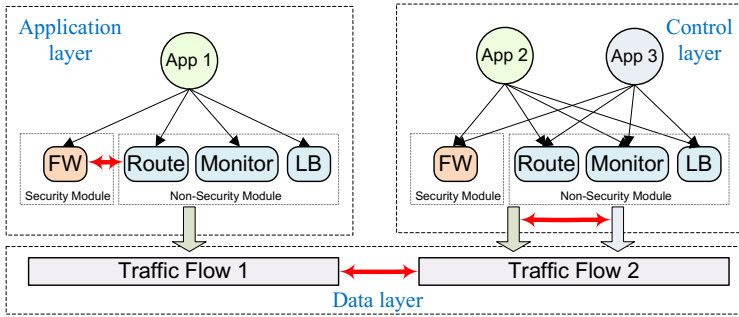 Application
layer
App 1
FW
Route
Monitor
LB
Security Module
Non-Security Module
Control
layer
App 2
App 3
FW
Route
Monitor
LB
Security Module
Non-Security Module
Traffic Flow 1
Traffic Flow 2
Data layer